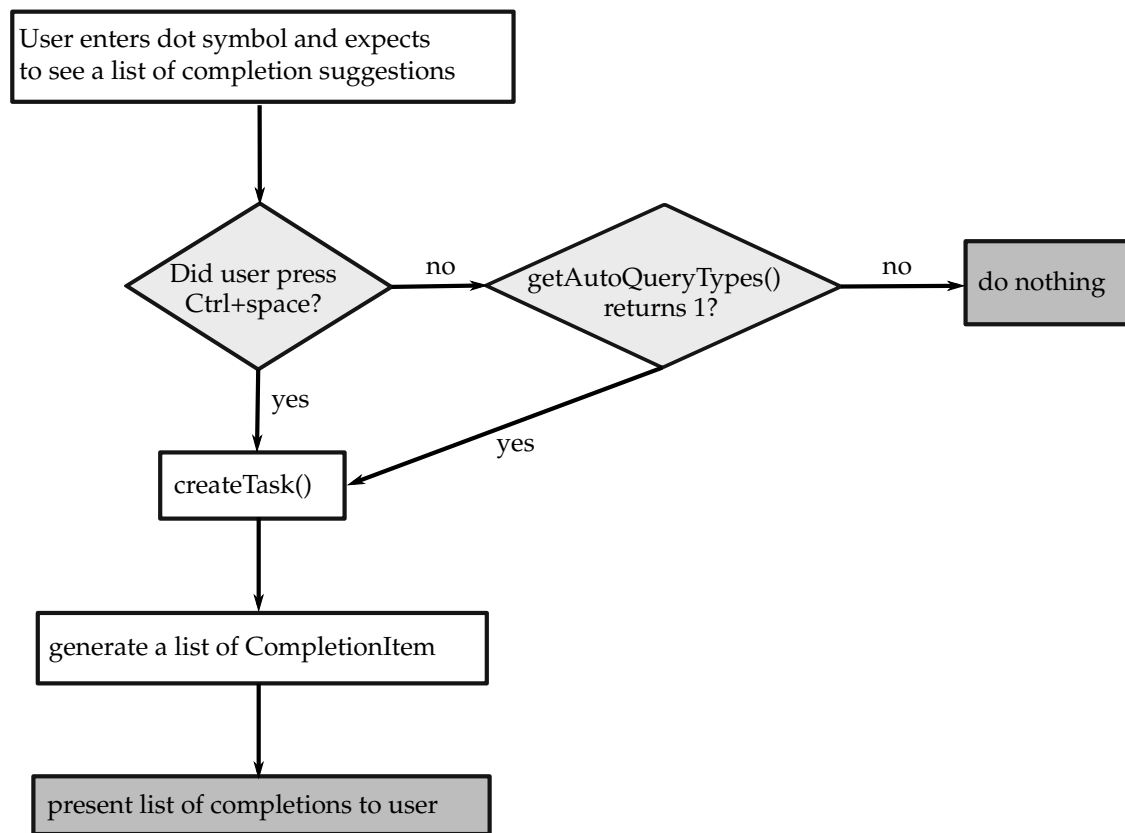 User enters dot symbol and expects
to see a list of completion suggestions
Did user press
Ctrl+space?
no
getAutoQueryTypes()
returns 1?
no
do nothing
yes
yes
createTask()
generate a list of CompletionItem
present list of completions to user